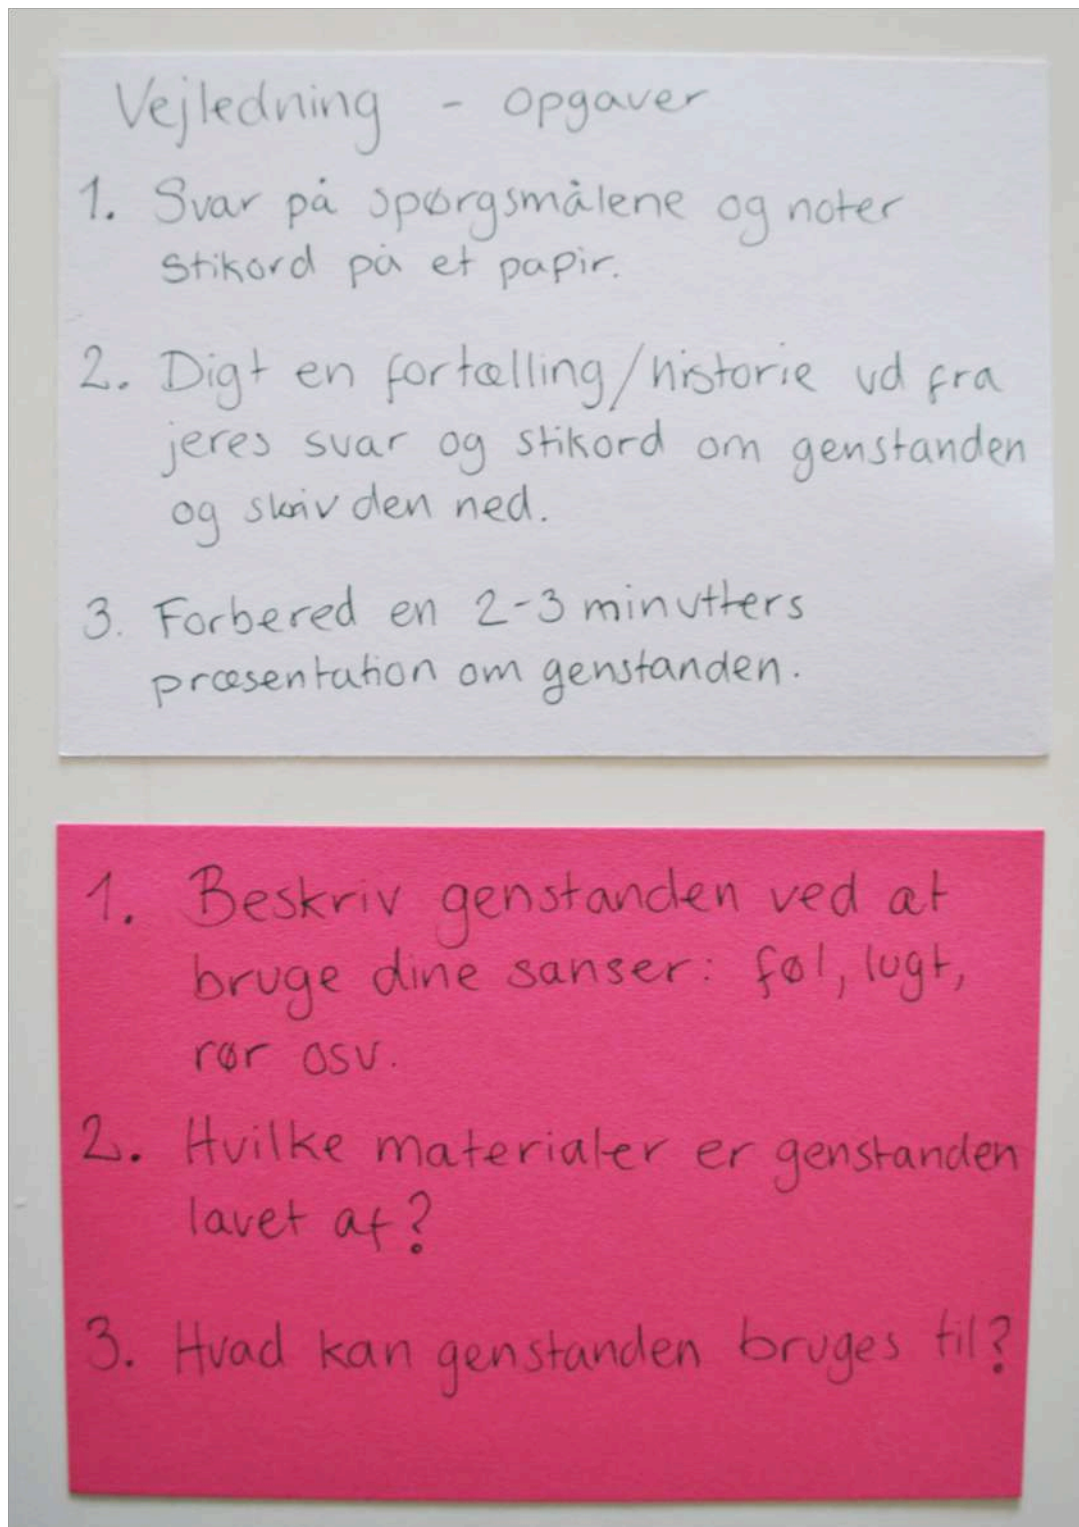 Vejledning - opgaver
1. Svar på spørgsmålene og noter
stikord på et papir.
2. Digt en fortælling/historie ud fra
jeres svar og stikord om genstanden
og skriv den ned.
3. Forbered en 2-3 minutters
præsentation om genstanden.
1. Beskriv genstanden ved at
bruge dine sanser: føl, lugt,
rør osv.
2. Hvilke materialer er genstanden
lavet af?
3. Hvad kan genstanden bruges til?